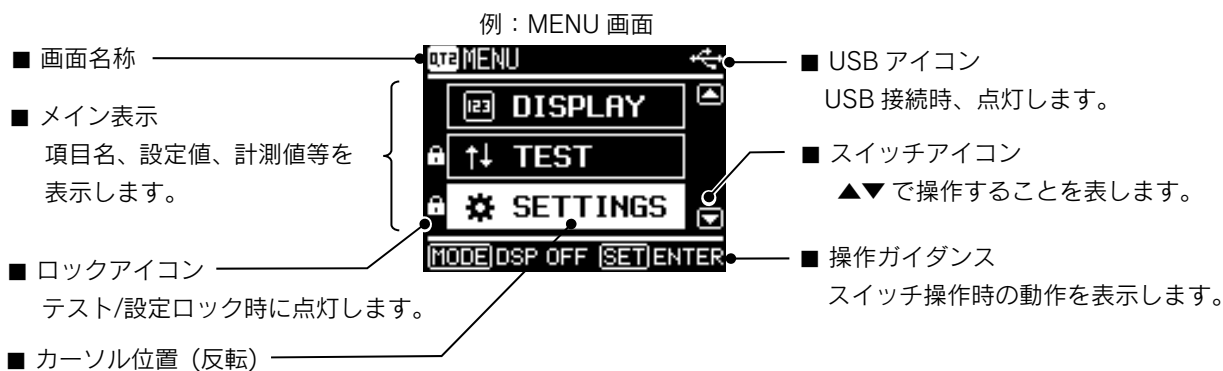 例：MENU 画面
■ 画面名称
■ メイン表示
項目名、設定値、計測値等を
表示します。
■ ロックアイコン
テスト/設定ロック時に点灯します。
■ カーソル位置（反転）
QT2 MENU
123 DISPLAY
↑↓ TEST
SETTINGS
MODE DSP OFF SET ENTER
■ USB アイコン
USB 接続時、点灯します。
■ スイッチアイコン
▲▼ で操作することを表します。
■ 操作ガイダンス
スイッチ操作時の動作を表示します。